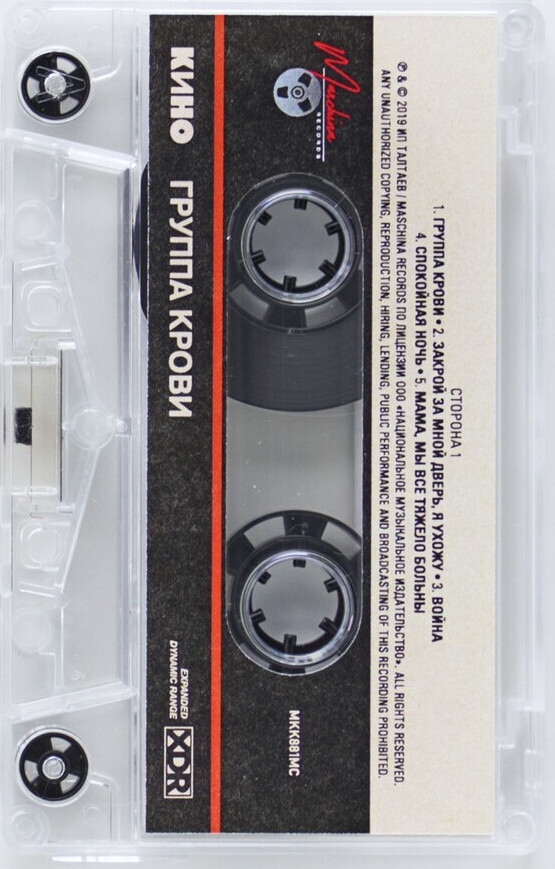 СТОРОНА 1
1. ГРУППА КРОВИ • 2. ЗАКРОЙ ЗА МНОЙ ДВЕРЬ, Я УХОЖУ • 3. ВОЙНА
4. СПОКОЙНАЯ НОЧЬ • 5. МАМА, МЫ ВСЕ ТЯЖЕЛО БОЛЬНЫ
℗ & © 2019 ИП ТАЛТАЕВ / MASCHINA RECORDS ПО ЛИЦЕНЗИИ ООО «НАЦИОНАЛЬНОЕ МУЗЫКАЛЬНОЕ ИЗДАТЕЛЬСТВО». ALL RIGHTS RESERVED.
ANY UNAUTHORIZED COPYING, REPRODUCTION, HIRING, LENDING, PUBLIC PERFORMANCE AND BROADCASTING OF THIS RECORDING PROHIBITED.
Maschina
RECORDS
MKK881MC
КИНО ГРУППА КРОВИ
EXPANDED
DYNAMIC RANGE
XDR